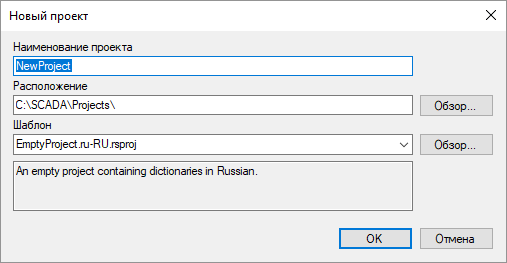 Новый проект
Наименование проекта
NewProject
Расположение
C:\SCADA\Projects\
Обзор...
Шаблон
EmptyProject.ru-RU.rsproj
Обзор...
An empty project containing dictionaries in Russian.
OK
Отмена